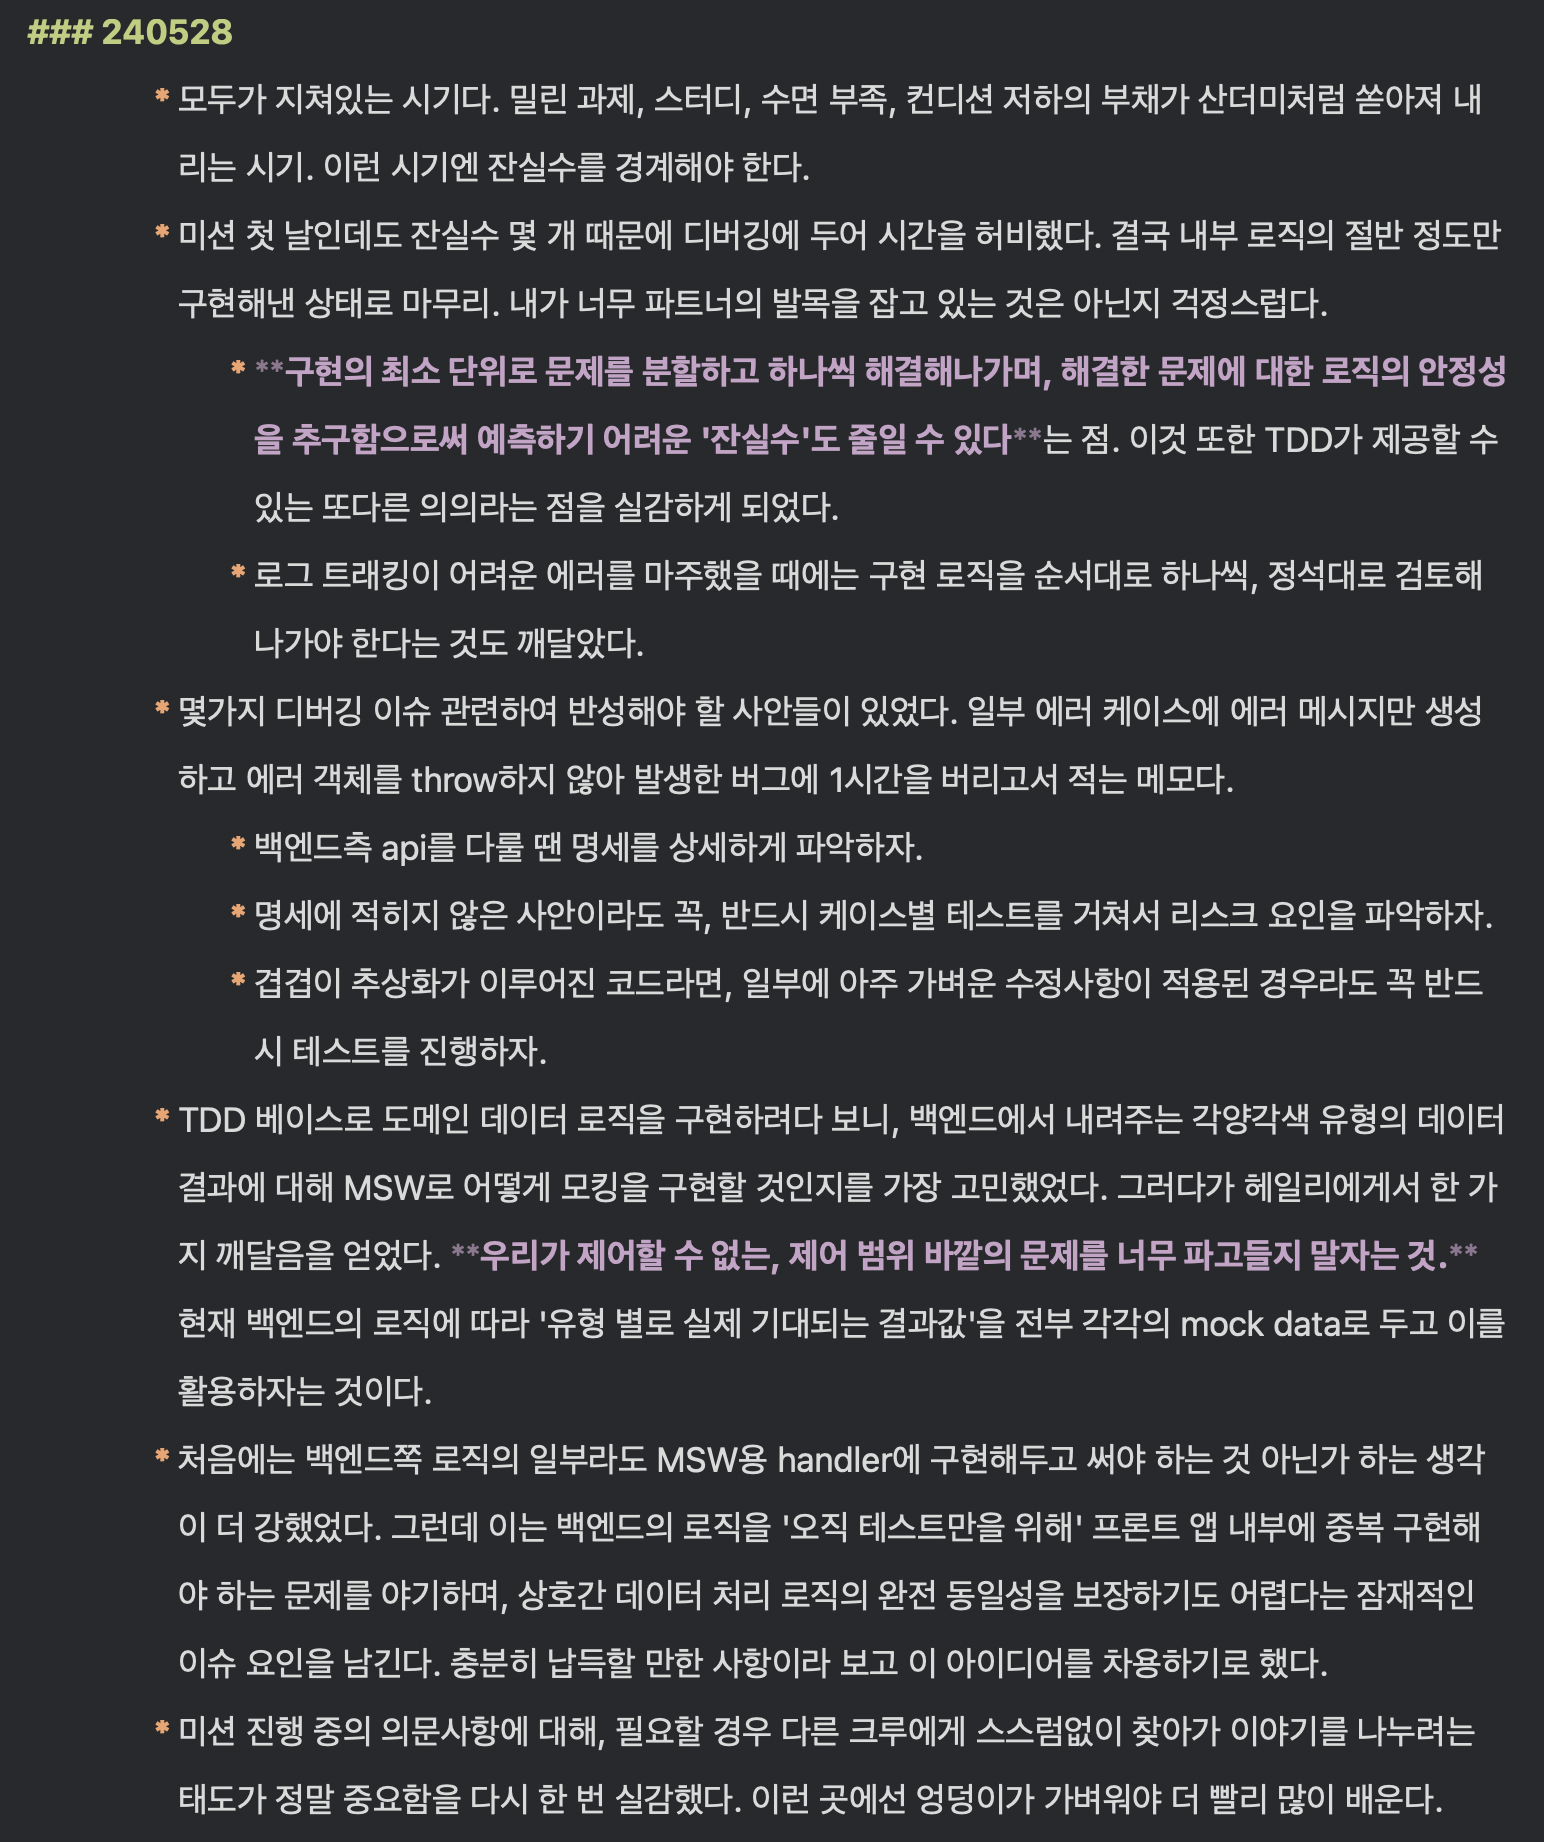 ### 240528
* 모두가 지쳐있는 시기다. 밀린 과제, 스터디, 수면 부족, 컨디션 저하의 부채가 산더미처럼 쏟아져 내
리는 시기. 이런 시기엔 잔실수를 경계해야 한다.
* 미션 첫 날인데도 잔실수 몇 개 때문에 디버깅에 두어 시간을 허비했다. 결국 내부 로직의 절반 정도만
구현해낸 상태로 마무리. 내가 너무 파트너의 발목을 잡고 있는 것은 아닌지 걱정스럽다.
* **구현의 최소 단위로 문제를 분할하고 하나씩 해결해나가며, 해결한 문제에 대한 로직의 안정성
을 추구함으로써 예측하기 어려운 '잔실수'도 줄일 수 있다**는 점. 이것 또한 TDD가 제공할 수
있는 또다른 의의라는 점을 실감하게 되었다.
* 로그 트래킹이 어려운 에러를 마주했을 때에는 구현 로직을 순서대로 하나씩, 정석대로 검토해
나가야 한다는 것도 깨달았다.
* 몇가지 디버깅 이슈 관련하여 반성해야 할 사안들이 있었다. 일부 에러 케이스에 에러 메시지만 생성
하고 에러 객체를 throw하지 않아 발생한 버그에 1시간을 버리고서 적는 메모다.
* 백엔드측 api를 다룰 땐 명세를 상세하게 파악하자.
* 명세에 적히지 않은 사안이라도 꼭, 반드시 케이스별 테스트를 거쳐서 리스크 요인을 파악하자.
* 겹겹이 추상화가 이루어진 코드라면, 일부에 아주 가벼운 수정사항이 적용된 경우라도 꼭 반드
시 테스트를 진행하자.
* TDD 베이스로 도메인 데이터 로직을 구현하려다 보니, 백엔드에서 내려주는 각양각색 유형의 데이터
결과에 대해 MSW로 어떻게 모킹을 구현할 것인지를 가장 고민했었다. 그러다가 헤일리에게서 한 가
지 깨달음을 얻었다. **우리가 제어할 수 없는, 제어 범위 바깥의 문제를 너무 파고들지 말자는 것.**
현재 백엔드의 로직에 따라 '유형 별로 실제 기대되는 결과값'을 전부 각각의 mock data로 두고 이를
활용하자는 것이다.
* 처음에는 백엔드쪽 로직의 일부라도 MSW용 handler에 구현해두고 써야 하는 것 아닌가 하는 생각
이 더 강했었다. 그런데 이는 백엔드의 로직을 '오직 테스트만을 위해' 프론트 앱 내부에 중복 구현해
야 하는 문제를 야기하며, 상호간 데이터 처리 로직의 완전 동일성을 보장하기도 어렵다는 잠재적인
이슈 요인을 남긴다. 충분히 납득할 만한 사항이라 보고 이 아이디어를 차용하기로 했다.
* 미션 진행 중의 의문사항에 대해, 필요할 경우 다른 크루에게 스스럼없이 찾아가 이야기를 나누려는
태도가 정말 중요함을 다시 한 번 실감했다. 이런 곳에선 엉덩이가 가벼워야 더 빨리 많이 배운다.